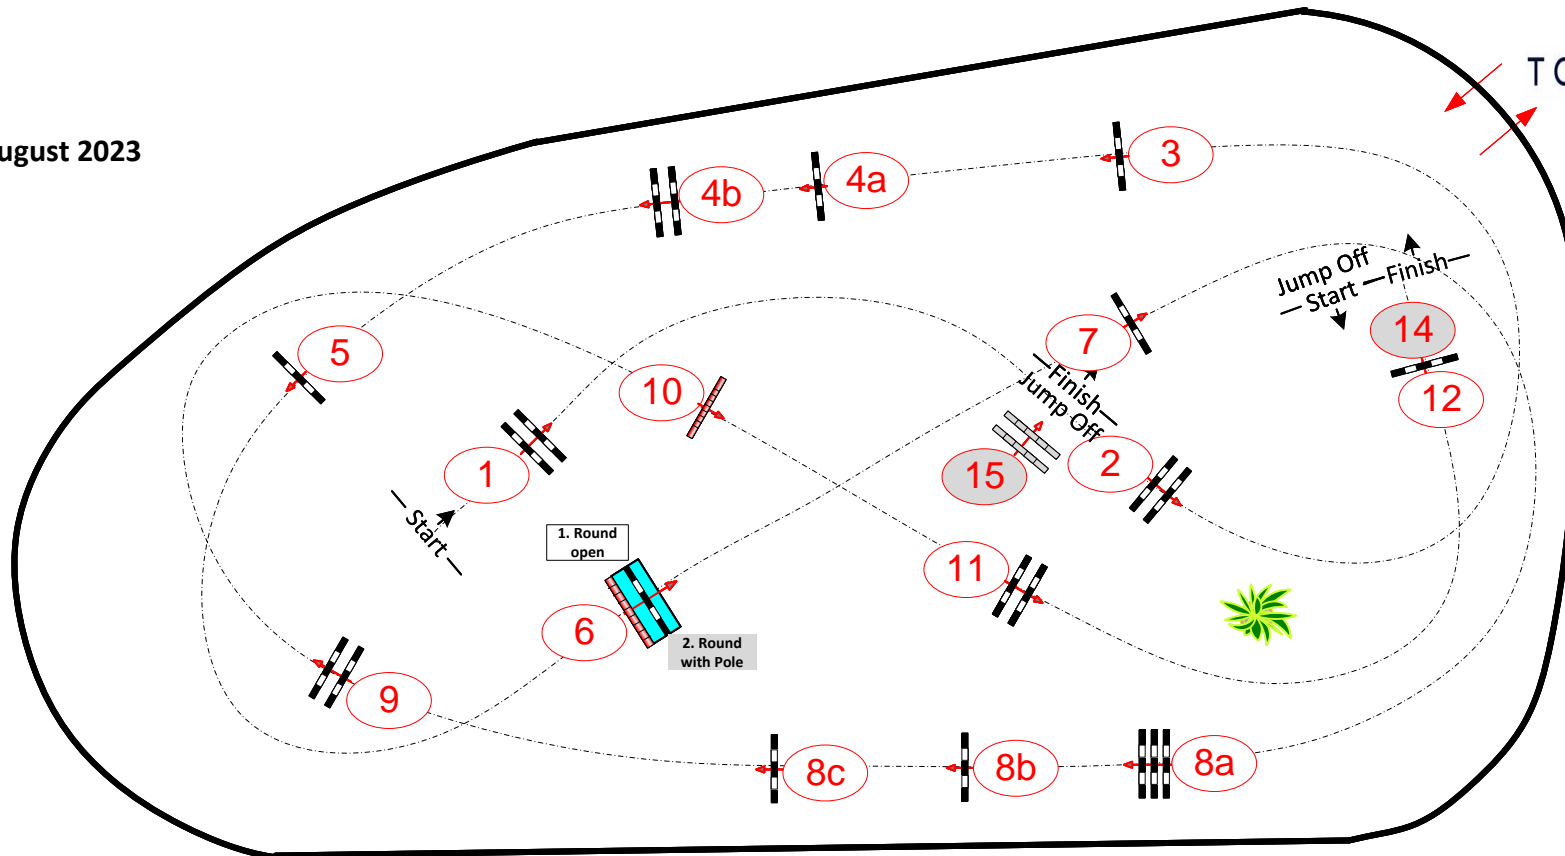 TO
ugust 2023
3
4a
4b
Jump Off
Start
Finish
14
7
5
12
10
Finish
Jump Off
2
1
15
Start
1. Round
open
11
6
2. Round
with Pole
9
8c
8b
8a